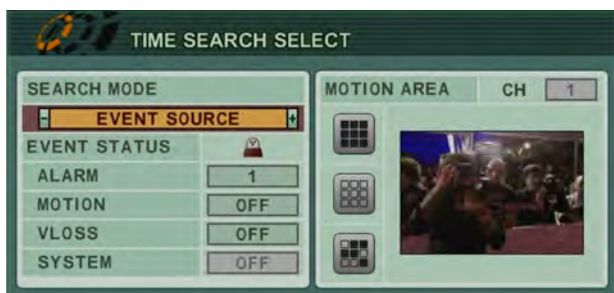 TIME SEARCH SELECT
SEARCH MODE
- EVENT SOURCE +
EVENT STATUS
ALARM 1
MOTION OFF
VLOSS OFF
SYSTEM OFF
MOTION AREA CH 1